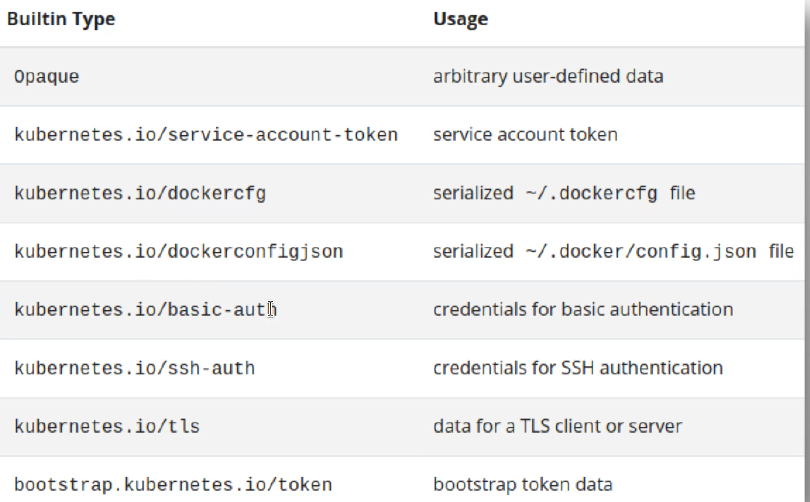 Builtin Type Usage
Opaque arbitrary user-defined data
kubernetes.io/service-account-token service account token
kubernetes.io/dockercfg serialized ~/.dockercfg file
kubernetes.io/dockerconfigjson serialized ~/.docker/config.json file
kubernetes.io/basic-auth credentials for basic authentication
kubernetes.io/ssh-auth credentials for SSH authentication
kubernetes.io/tls data for a TLS client or server
bootstrap.kubernetes.io/token bootstrap token data